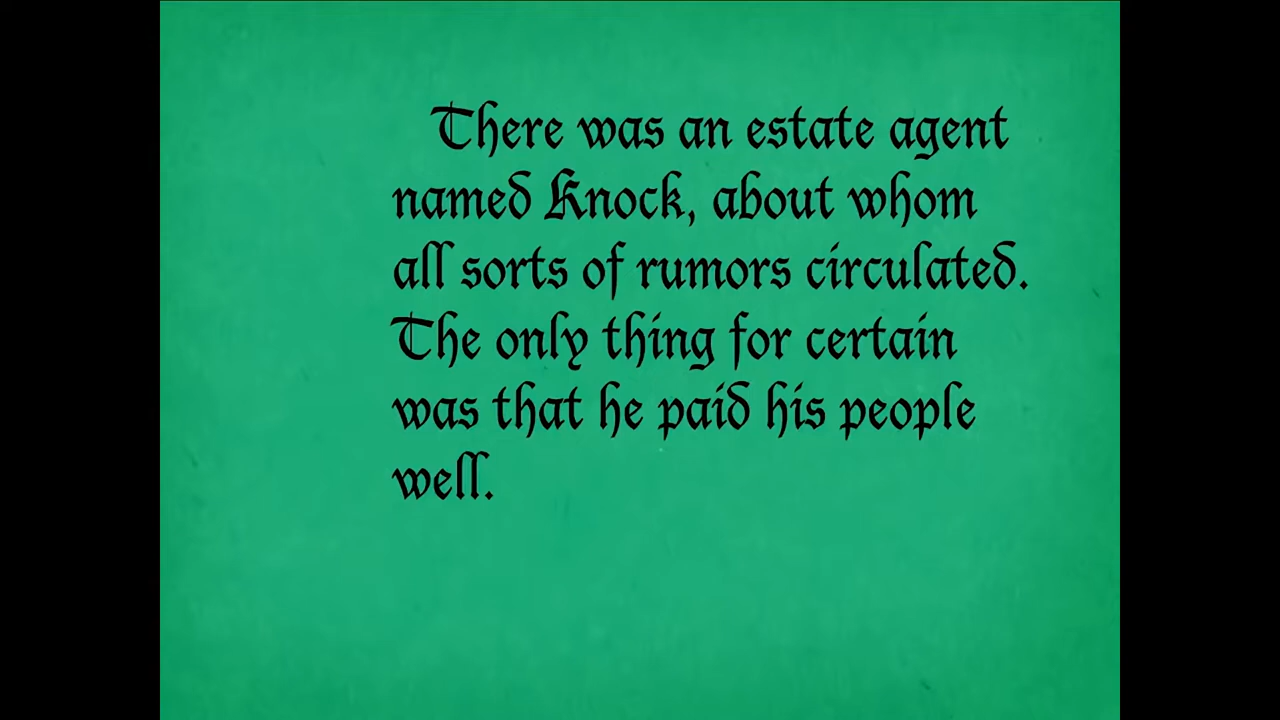 There was an estate agent
named Knock, about whom
all sorts of rumors circulated.
The only thing for certain
was that he paid his people
well.